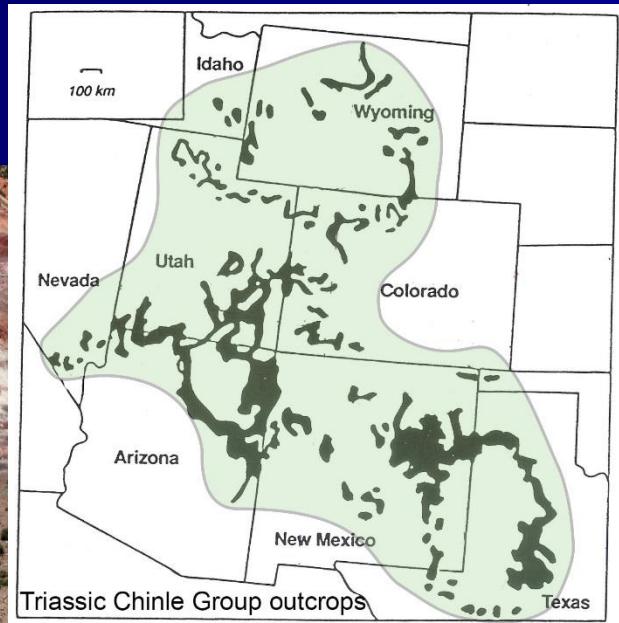 Idaho
100 km
Wyoming
Nevada
Utah
Colorado
Arizona
New Mexico
Texas
Triassic Chinle Group outcrops